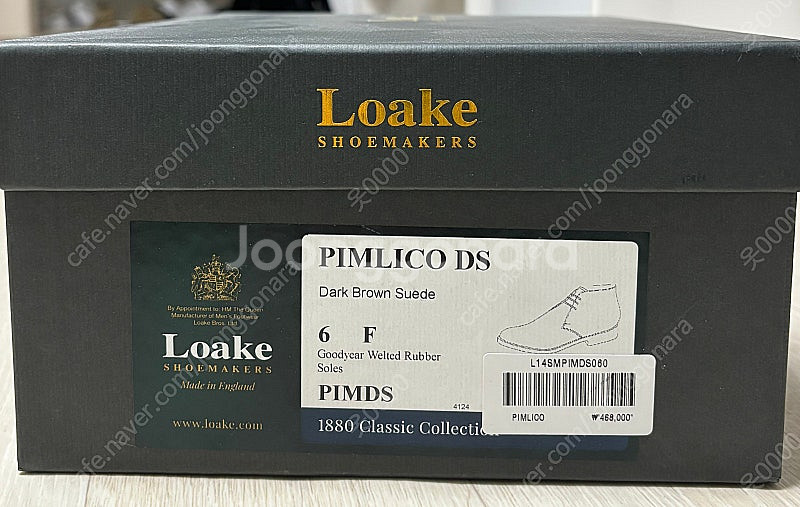 Loake
SHOEMAKERS
Joonggonara
cafe.naver.com/joonggonara
PIMLICO DS
Dark Brown Suede
6 F
Goodyear Welted Rubber
Soles
PIMDS
4124
1880 Classic Collection
By Appointment to: HM The Queen
Manufacturer of Men's Footwear
Loake Bros. Ltd
Loake
SHOEMAKERS
Made in England
www.loake.com
L14SMPIMDS060
PIMLICO ₩468,000